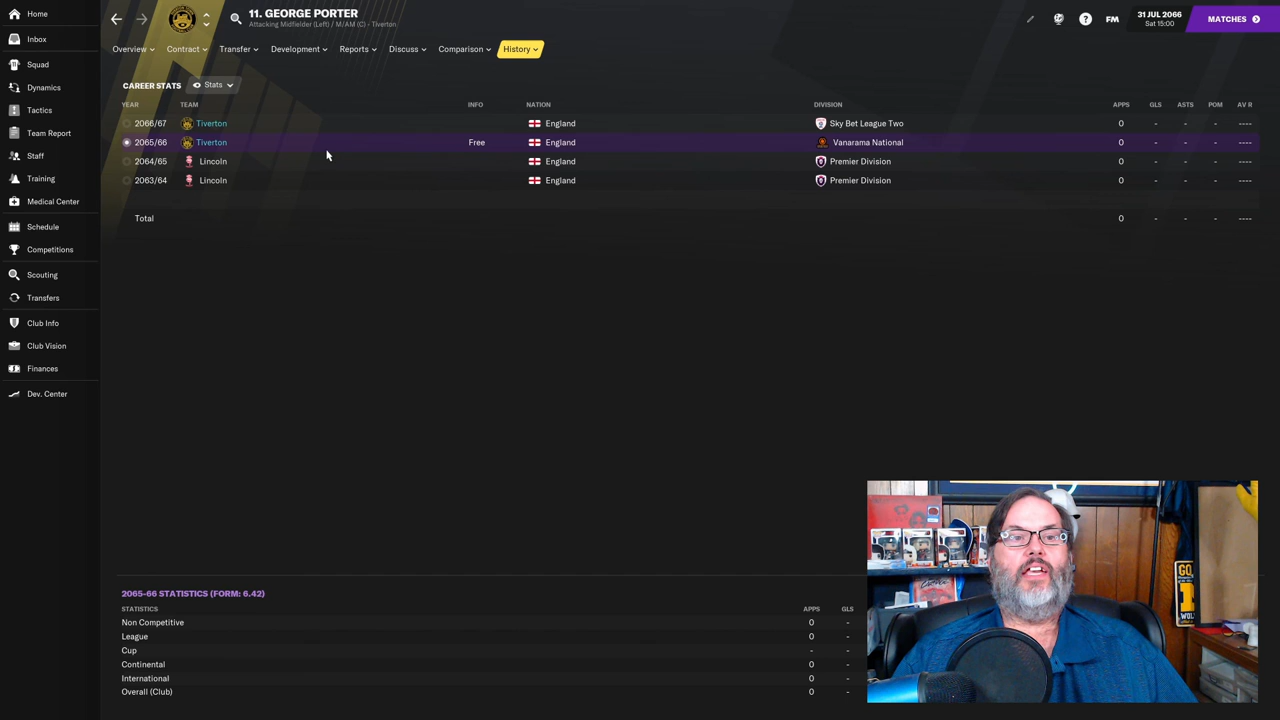 Home
Inbox
Squad
Dynamics
Tactics
Team Report
Staff
Training
Medical Center
Schedule
Competitions
Scouting
Transfers
Club Info
Club Vision
Finances
Dev. Center
11. GEORGE PORTER
Attacking Midfielder (Left) / M/AM (C) - Tiverton
FM
31 JUL 2066
Sat 15:00
MATCHES
Overview Contract Transfer Development Reports Discuss Comparison History
CAREER STATS Stats
YEAR TEAM INFO NATION DIVISION APPS GLS ASTS POM AV R
2066/67 Tiverton England Sky Bet League Two 0 - - - ----
2065/66 Tiverton Free England Vanarama National 0 - - - ----
2064/65 Lincoln England Premier Division 0 - - - ----
2063/64 Lincoln England Premier Division 0 - - - ----
Total 0 - - - ----
2065-66 STATISTICS (FORM: 6.42)
STATISTICS APPS GLS
Non Competitive 0 -
League 0 -
Cup - -
Continental 0 -
International 0 -
Overall (Club) 0 -
GO